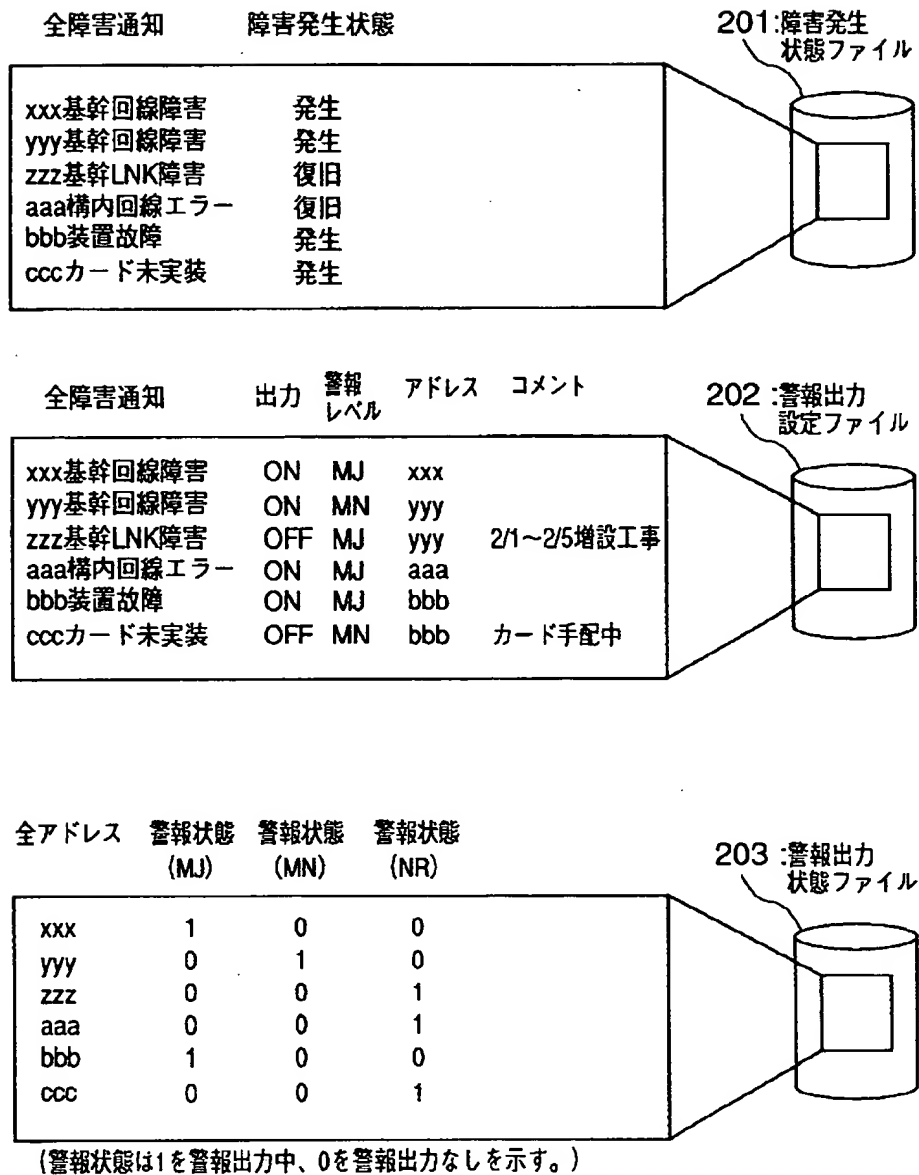 全障害通知 障害発生状態
201:障害発生
状態ファイル
xxx基幹回線障害 発生
yyy基幹回線障害 発生
zzz基幹LNK障害 復旧
aaa構内回線エラー 復旧
bbb装置故障 発生
cccカード未実装 発生
全障害通知 出力 警報 アドレス コメント
レベル
202:警報出力
設定ファイル
xxx基幹回線障害 ON MJ xxx
yyy基幹回線障害 ON MN yyy
zzz基幹LNK障害 OFF MJ yyy 2/1～2/5増設工事
aaa構内回線エラー ON MJ aaa
bbb装置故障 ON MJ bbb
cccカード未実装 OFF MN bbb カード手配中
全アドレス 警報状態 警報状態 警報状態
(MJ) (MN) (NR)
203:警報出力
状態ファイル
xxx 1 0 0
yyy 0 1 0
zzz 0 0 1
aaa 0 0 1
bbb 1 0 0
ccc 0 0 1
(警報状態は1を警報出力中、0を警報出力なしを示す。)